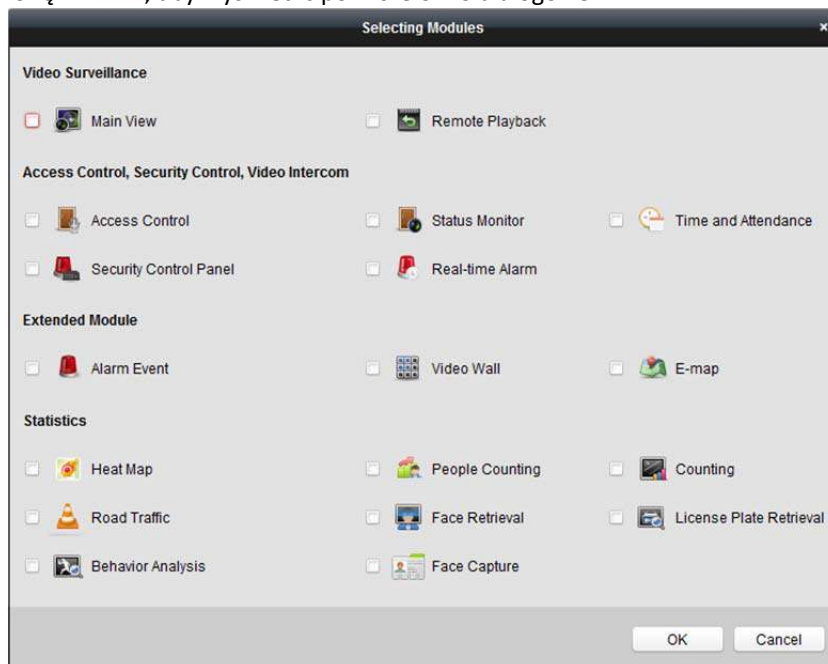 Selecting Modules
Video Surveillance
Main View Remote Playback
Access Control, Security Control, Video Intercom
Access Control Status Monitor Time and Attendance
Security Control Panel Real-time Alarm
Extended Module
Alarm Event Video Wall E-map
Statistics
Heat Map People Counting Counting
Road Traffic Face Retrieval License Plate Retrieval
Behavior Analysis Face Capture
OK Cancel